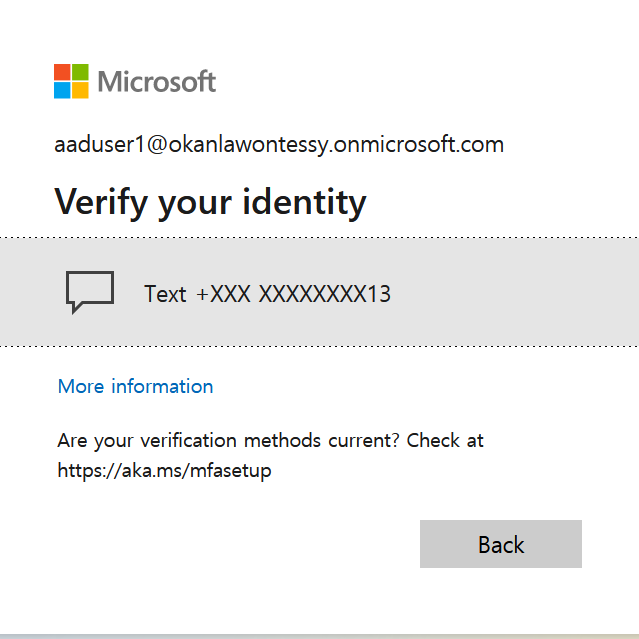 Microsoft
aaduser1@okanlawontessy.onmicrosoft.com
Verify your identity
Text +XXX XXXXXXXX13
More information
Are your verification methods current? Check at
https://aka.ms/mfasetup
Back